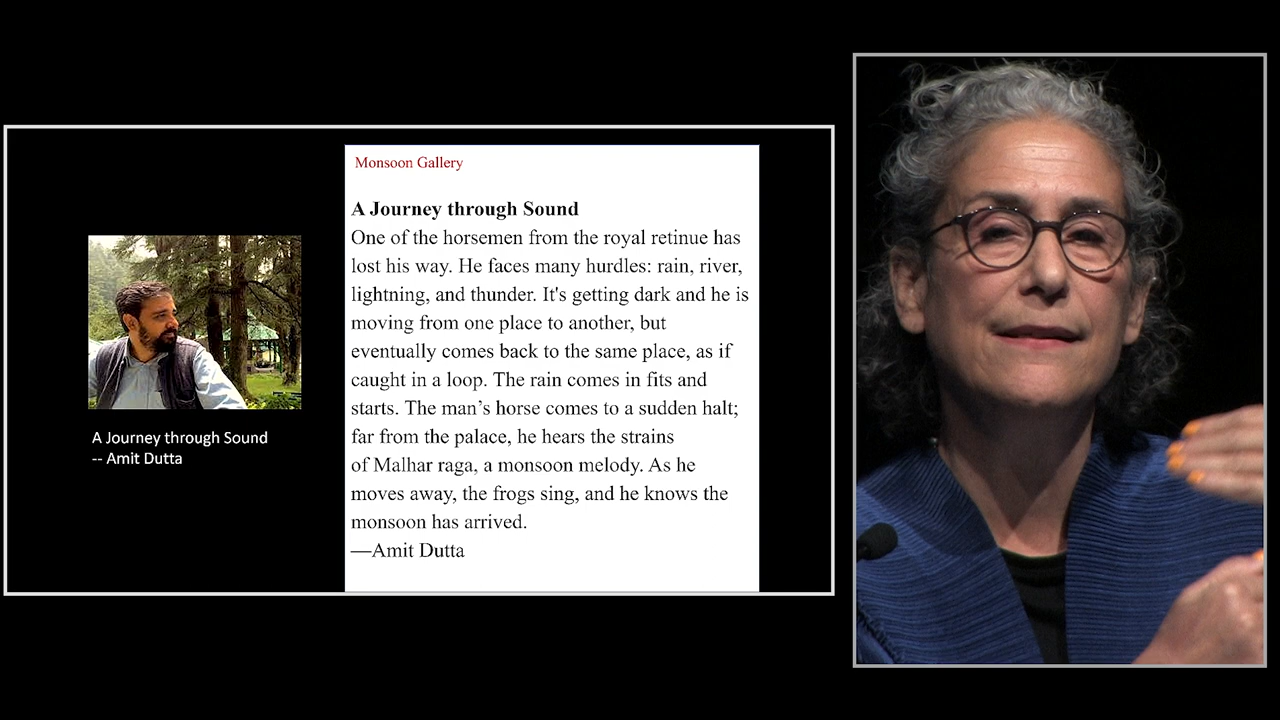 A Journey through Sound
-- Amit Dutta
Monsoon Gallery
A Journey through Sound
One of the horsemen from the royal retinue has
lost his way. He faces many hurdles: rain, river,
lightning, and thunder. It's getting dark and he is
moving from one place to another, but
eventually comes back to the same place, as if
caught in a loop. The rain comes in fits and
starts. The man’s horse comes to a sudden halt;
far from the palace, he hears the strains
of Malhar raga, a monsoon melody. As he
moves away, the frogs sing, and he knows the
monsoon has arrived.
—Amit Dutta